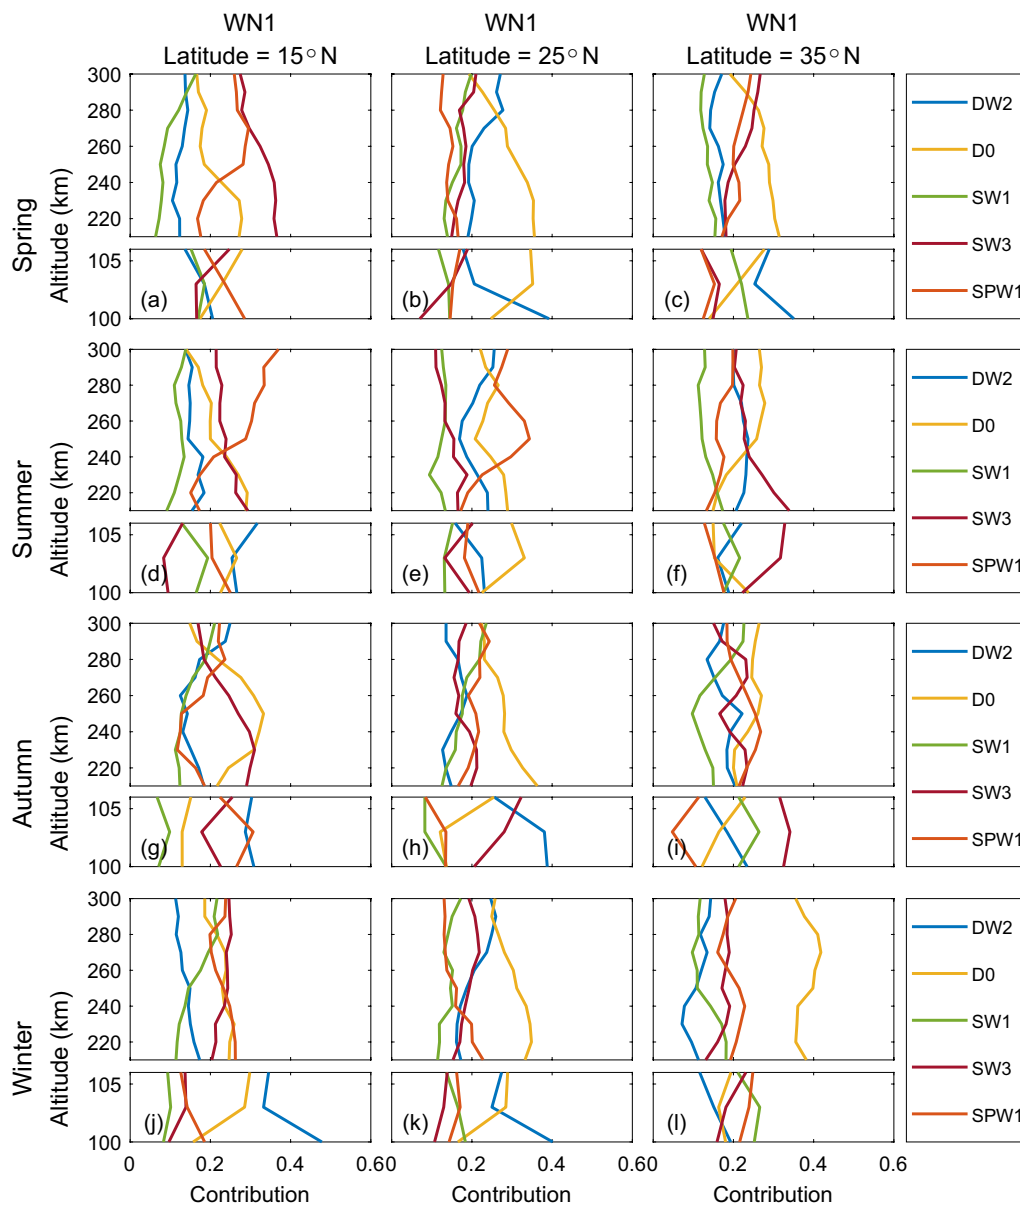 WN1 WN1 WN1
Latitude = 15°N Latitude = 25°N Latitude = 35°N
Spring
Altitude (km)
300
280
260
240
220
105
100
(a) (b) (c)
DW2
D0
SW1
SW3
SPW1
Summer
Altitude (km)
300
280
260
240
220
105
100
(d) (e) (f)
DW2
D0
SW1
SW3
SPW1
Autumn
Altitude (km)
300
280
260
240
220
105
100
(g) (h) (i)
DW2
D0
SW1
SW3
SPW1
Winter
Altitude (km)
300
280
260
240
220
105
100
(j) (k) (l)
DW2
D0
SW1
SW3
SPW1
0 0.2 0.4 0.6 0.2 0.4 0.6 0.2 0.4 0.6
Contribution Contribution Contribution